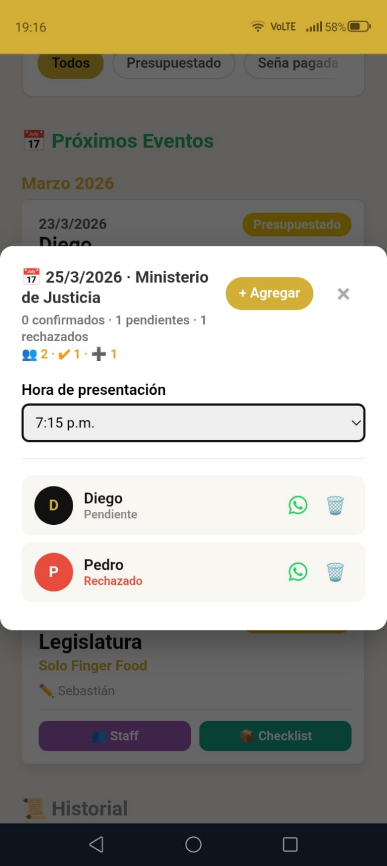 19:16
VoLTE 58%
Todos Presupuestado Seña pagada
📅 Próximos Eventos
Marzo 2026
23/3/2026 Presupuestado
Diego
📅 25/3/2026 · Ministerio
de Justicia
+ Agregar ×
0 confirmados · 1 pendientes · 1
rechazados
👥 2 · ✔ 1 · ➕ 1
Hora de presentación
7:15 p.m.
D Diego
Pendiente
P Pedro
Rechazado
Legislatura
Solo Finger Food
✏️ Sebastián
👥 Staff 📦 Checklist
📜 Historial